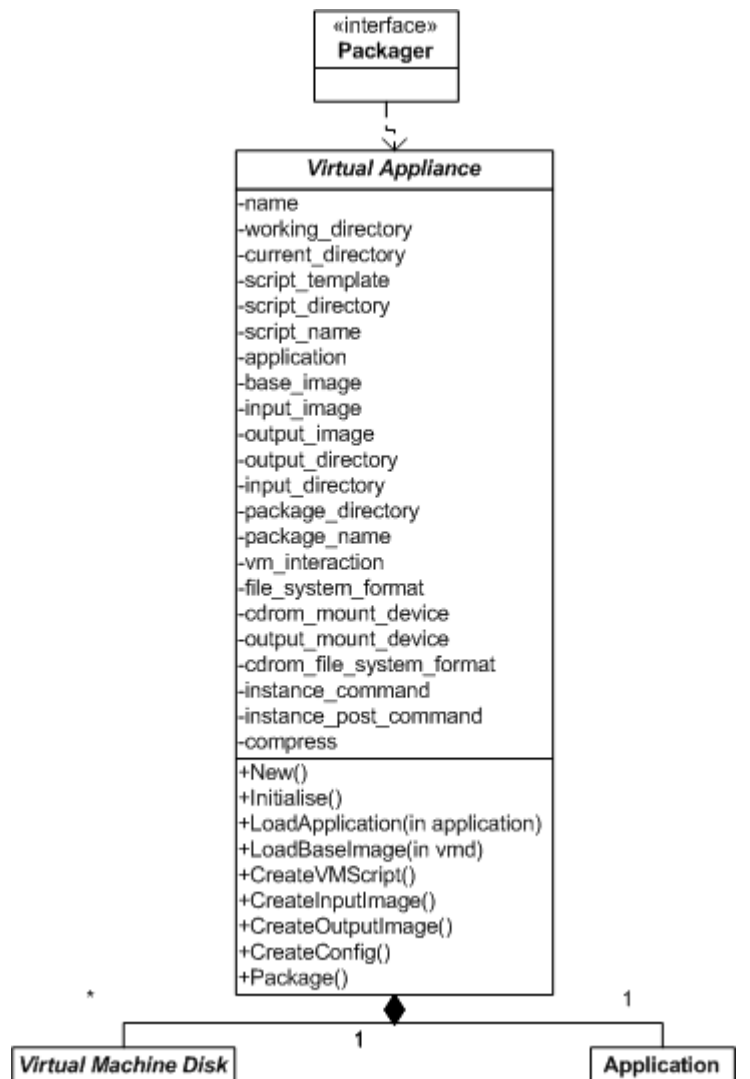 «interface»
Packager
Virtual Appliance
-name
-working_directory
-current_directory
-script_template
-script_directory
-script_name
-application
-base_image
-input_image
-output_image
-output_directory
-input_directory
-package_directory
-package_name
-vm_interaction
-file_system_format
-cdrom_mount_device
-output_mount_device
-cdrom_file_system_format
-instance_command
-instance_post_command
-compress
+New()
+Initialise()
+LoadApplication(in application)
+LoadBaseImage(in vmd)
+CreateVMScript()
+CreateInputImage()
+CreateOutputImage()
+CreateConfig()
+Package()
*
1
1
Virtual Machine Disk
Application